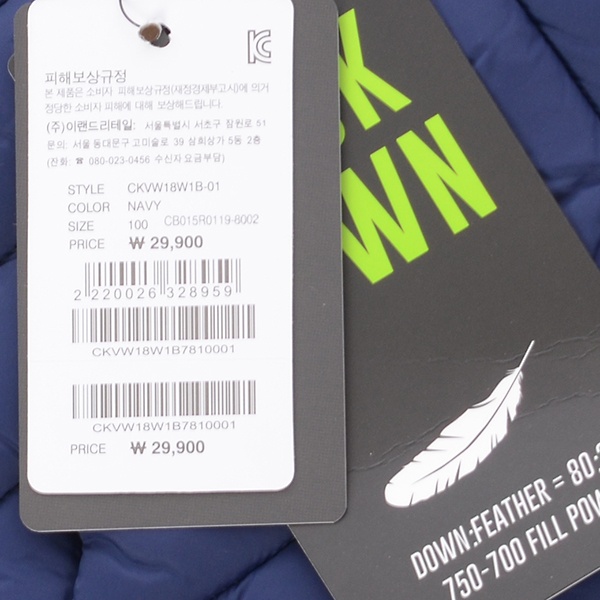 피해보상규정
본 제품은 소비자 피해보상규정(재정경제부고시)에 의거
정당한 소비자 피해에 대해 보상해드립니다.
(주)이랜드리테일: 서울특별시 서초구 잠원로 51
문의: 서울 동대문구 고미술로 39 삼희상가 5동 2층
(전화: ☎ 080-023-0456 수신자 요금부담)
STYLE CKVW18W1B-01
COLOR NAVY
SIZE 100 CB015R0119-8002
PRICE ₩ 29,900
2 220026 328959
CKVW18W1B7810001
CKVW18W1B7810001
PRICE ₩ 29,900
DOWN:FEATHER = 80:
750-700 FILL POW